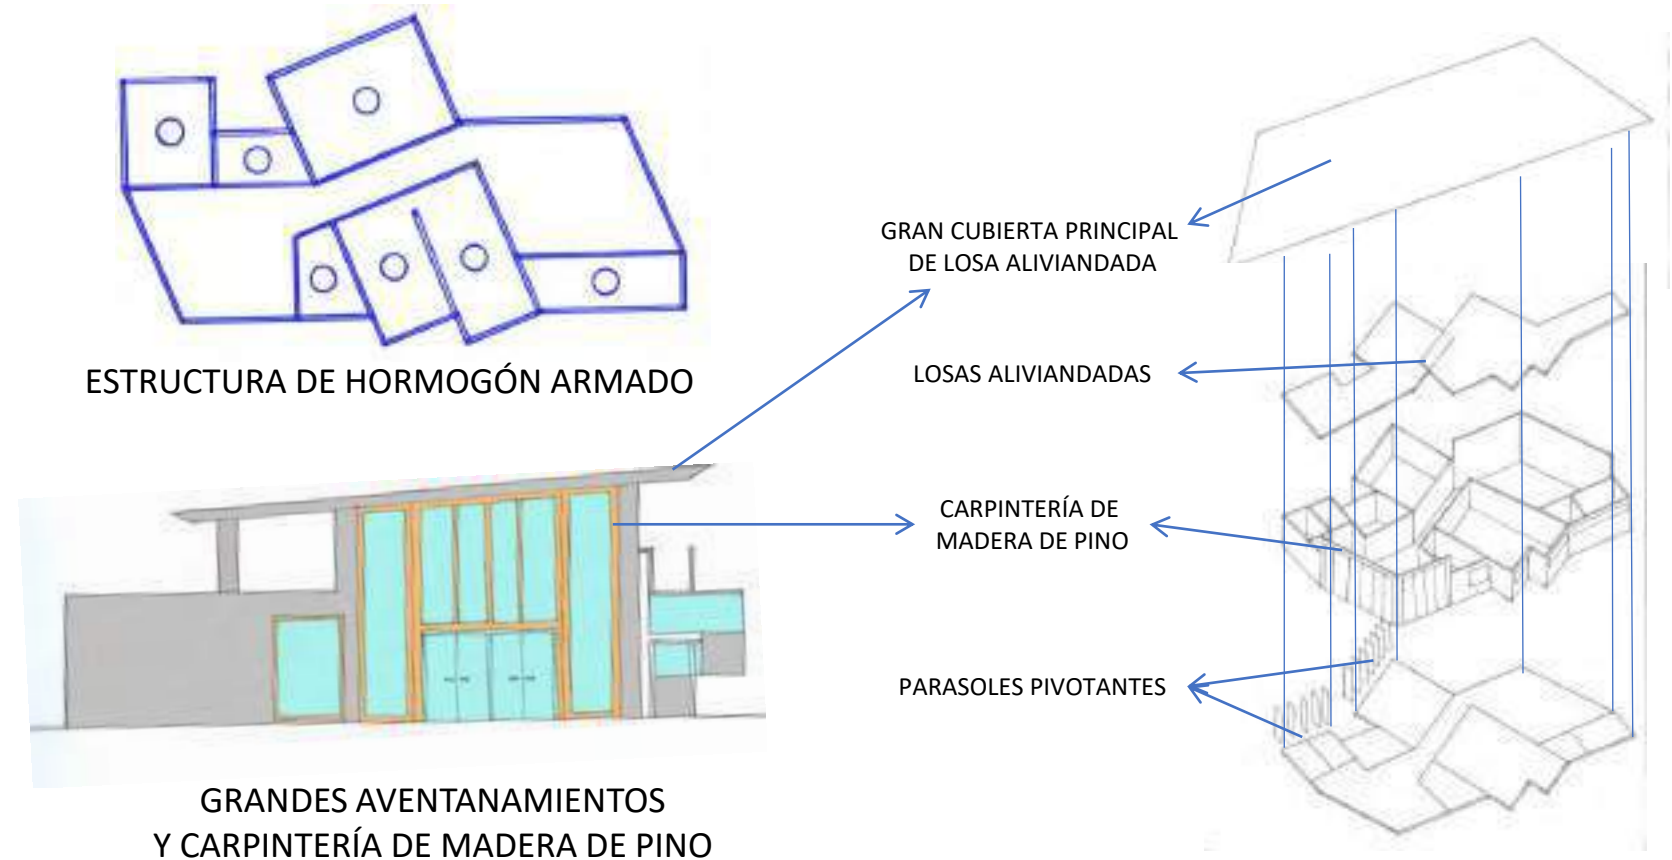 ESTRUCTURA DE HORMOGÓN ARMADO
GRANDES AVENTANAMIENTOS
Y CARPINTERÍA DE MADERA DE PINO
GRAN CUBIERTA PRINCIPAL
DE LOSA ALIVIANDADA
LOSAS ALIVIANDADAS
CARPINTERÍA DE
MADERA DE PINO
PARASOLES PIVOTANTES